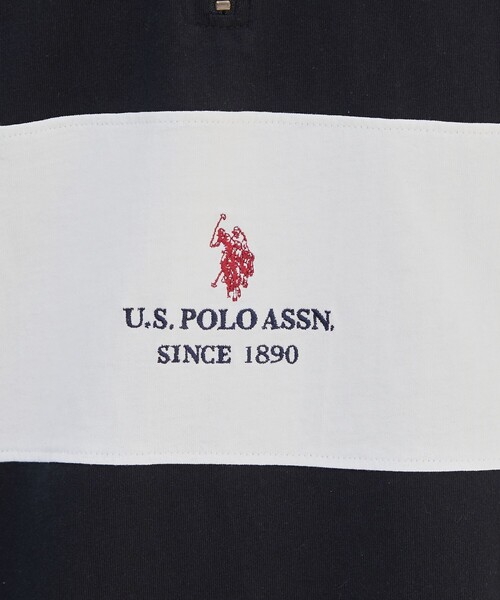 U.S. POLO ASSN.
SINCE 1890